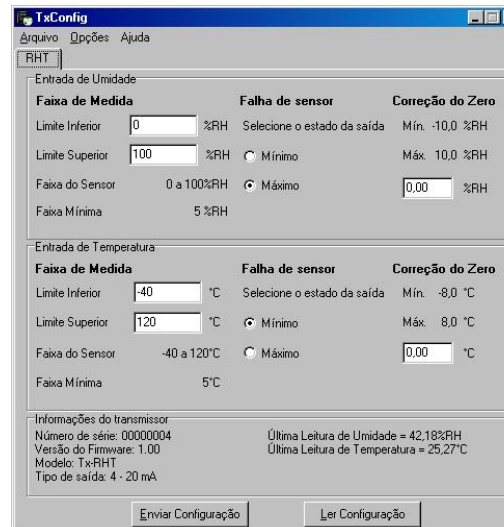 TxConfig
Arquivo Opções Ajuda
RHT
Entrada de Umidade
Faixa de Medida Falha de sensor Correção do Zero
Limite Inferior 0 %RH Selecione o estado da saída Mín. -10,0 %RH
Limite Superior 100 %RH Mínimo Máx. 10,0 %RH
Faixa do Sensor 0 a 100%RH Máximo 0,00 %RH
Faixa Mínima 5 %RH
Entrada de Temperatura
Faixa de Medida Falha de sensor Correção do Zero
Limite Inferior -40 °C Selecione o estado da saída Mín. -8,0 °C
Limite Superior 120 °C Mínimo Máx. 8,0 °C
Faixa do Sensor -40 a 120°C Máximo 0,00 °C
Faixa Mínima 5°C
Informações do transmissor
Número de série: 00000004 Última Leitura de Umidade = 42,18%RH
Versão do Firmware: 1.00 Última Leitura de Temperatura = 25,27°C
Modelo: Tx-RHT
Tipo de saída: 4 - 20 mA
Enviar Configuração Ler Configuração